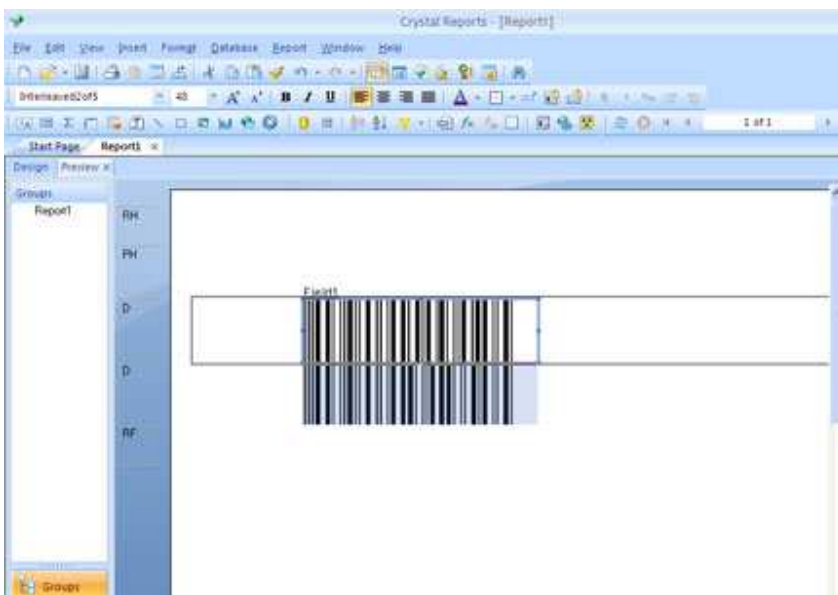 Crystal Reports - [Report1]
File Edit View Insert Format Database Report Window Help
Interleaved2of5 48
B I U A
1 of 1
Start Page Report1 ×
Design Preview ×
Groups
Report1
RH
PH
Field1
D
D
RF
Groups